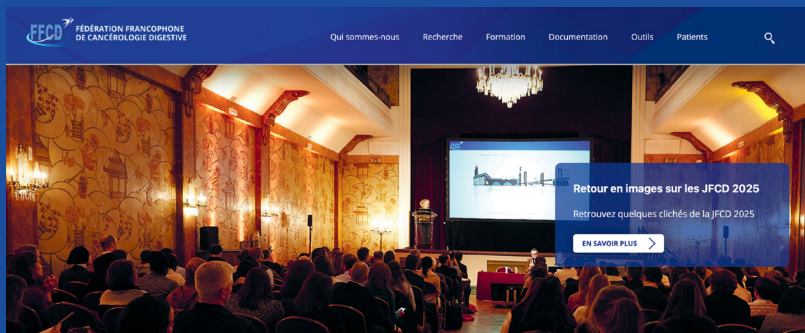 FFCD
FÉDÉRATION FRANCOPHONE
DE CANCÉROLOGIE DIGESTIVE
Qui sommes-nous
Recherche
Formation
Documentation
Outils
Patients
Retour en images sur les JFCD 2025
Retrouvez quelques clichés de la JFCD 2025
EN SAVOIR PLUS